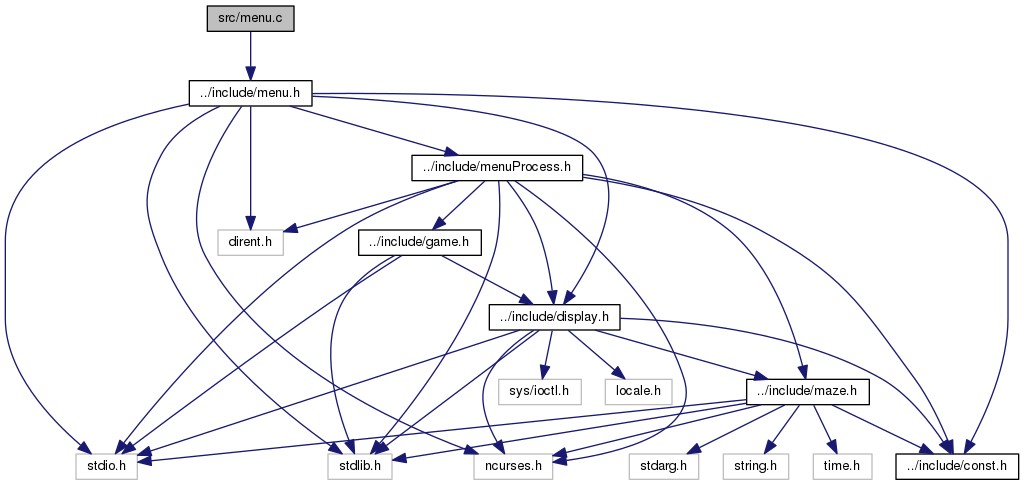 src/menu.c
../include/menu.h
../include/menuProcess.h
dirent.h
../include/game.h
../include/display.h
sys/ioctl.h
locale.h
../include/maze.h
stdio.h
stdlib.h
ncurses.h
stdarg.h
string.h
time.h
../include/const.h